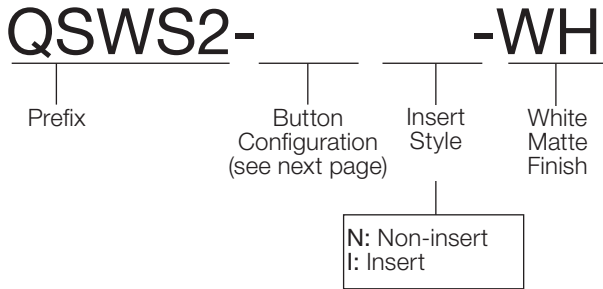 QSWS2- -WH
Prefix
Button
Configuration
(see next page)
Insert
Style
White
Matte
Finish
N: Non-insert
I: Insert